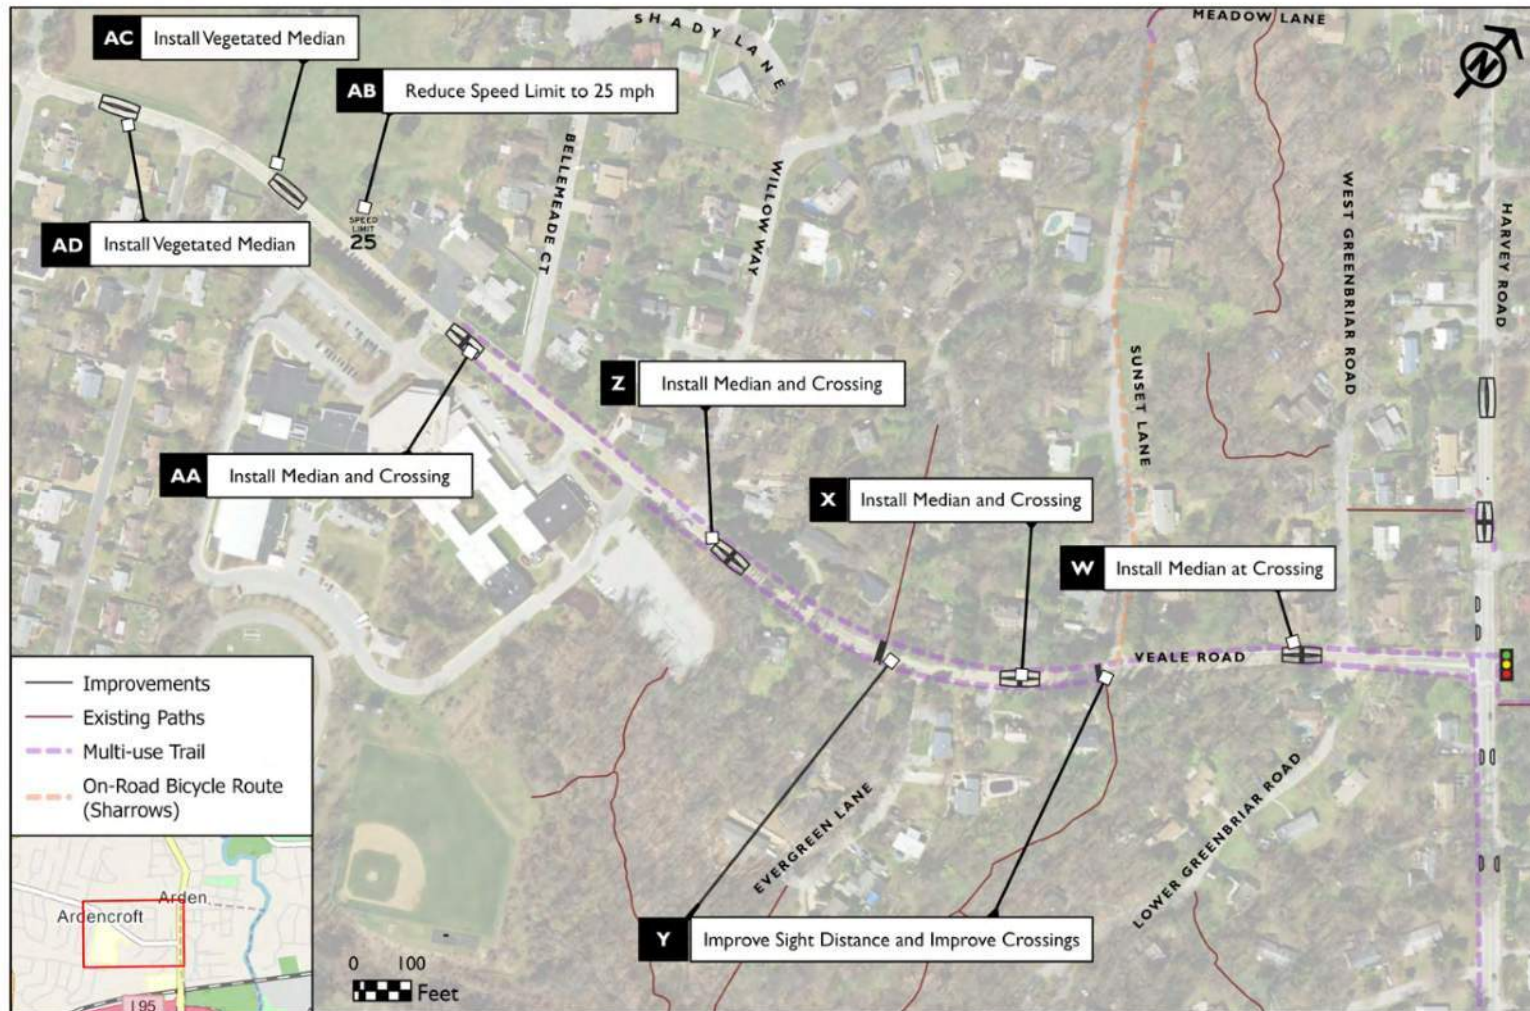 SHADY LANE
MEADOW LANE
N
AC Install Vegetated Median
AB Reduce Speed Limit to 25 mph
BELLEMEADE CT
WILLOW WAY
WEST GREENBRIAR ROAD
HARVEY ROAD
SPEED
LIMIT
25
AD Install Vegetated Median
SUNSET LANE
Z Install Median and Crossing
AA Install Median and Crossing
X Install Median and Crossing
W Install Median at Crossing
VEALE ROAD
Improvements
Existing Paths
Multi-use Trail
On-Road Bicycle Route
(Sharrows)
EVERGREEN LANE
LOWER GREENBRIAR ROAD
Y Improve Sight Distance and Improve Crossings
Arden
Ardencroft
I 95
0 100
Feet